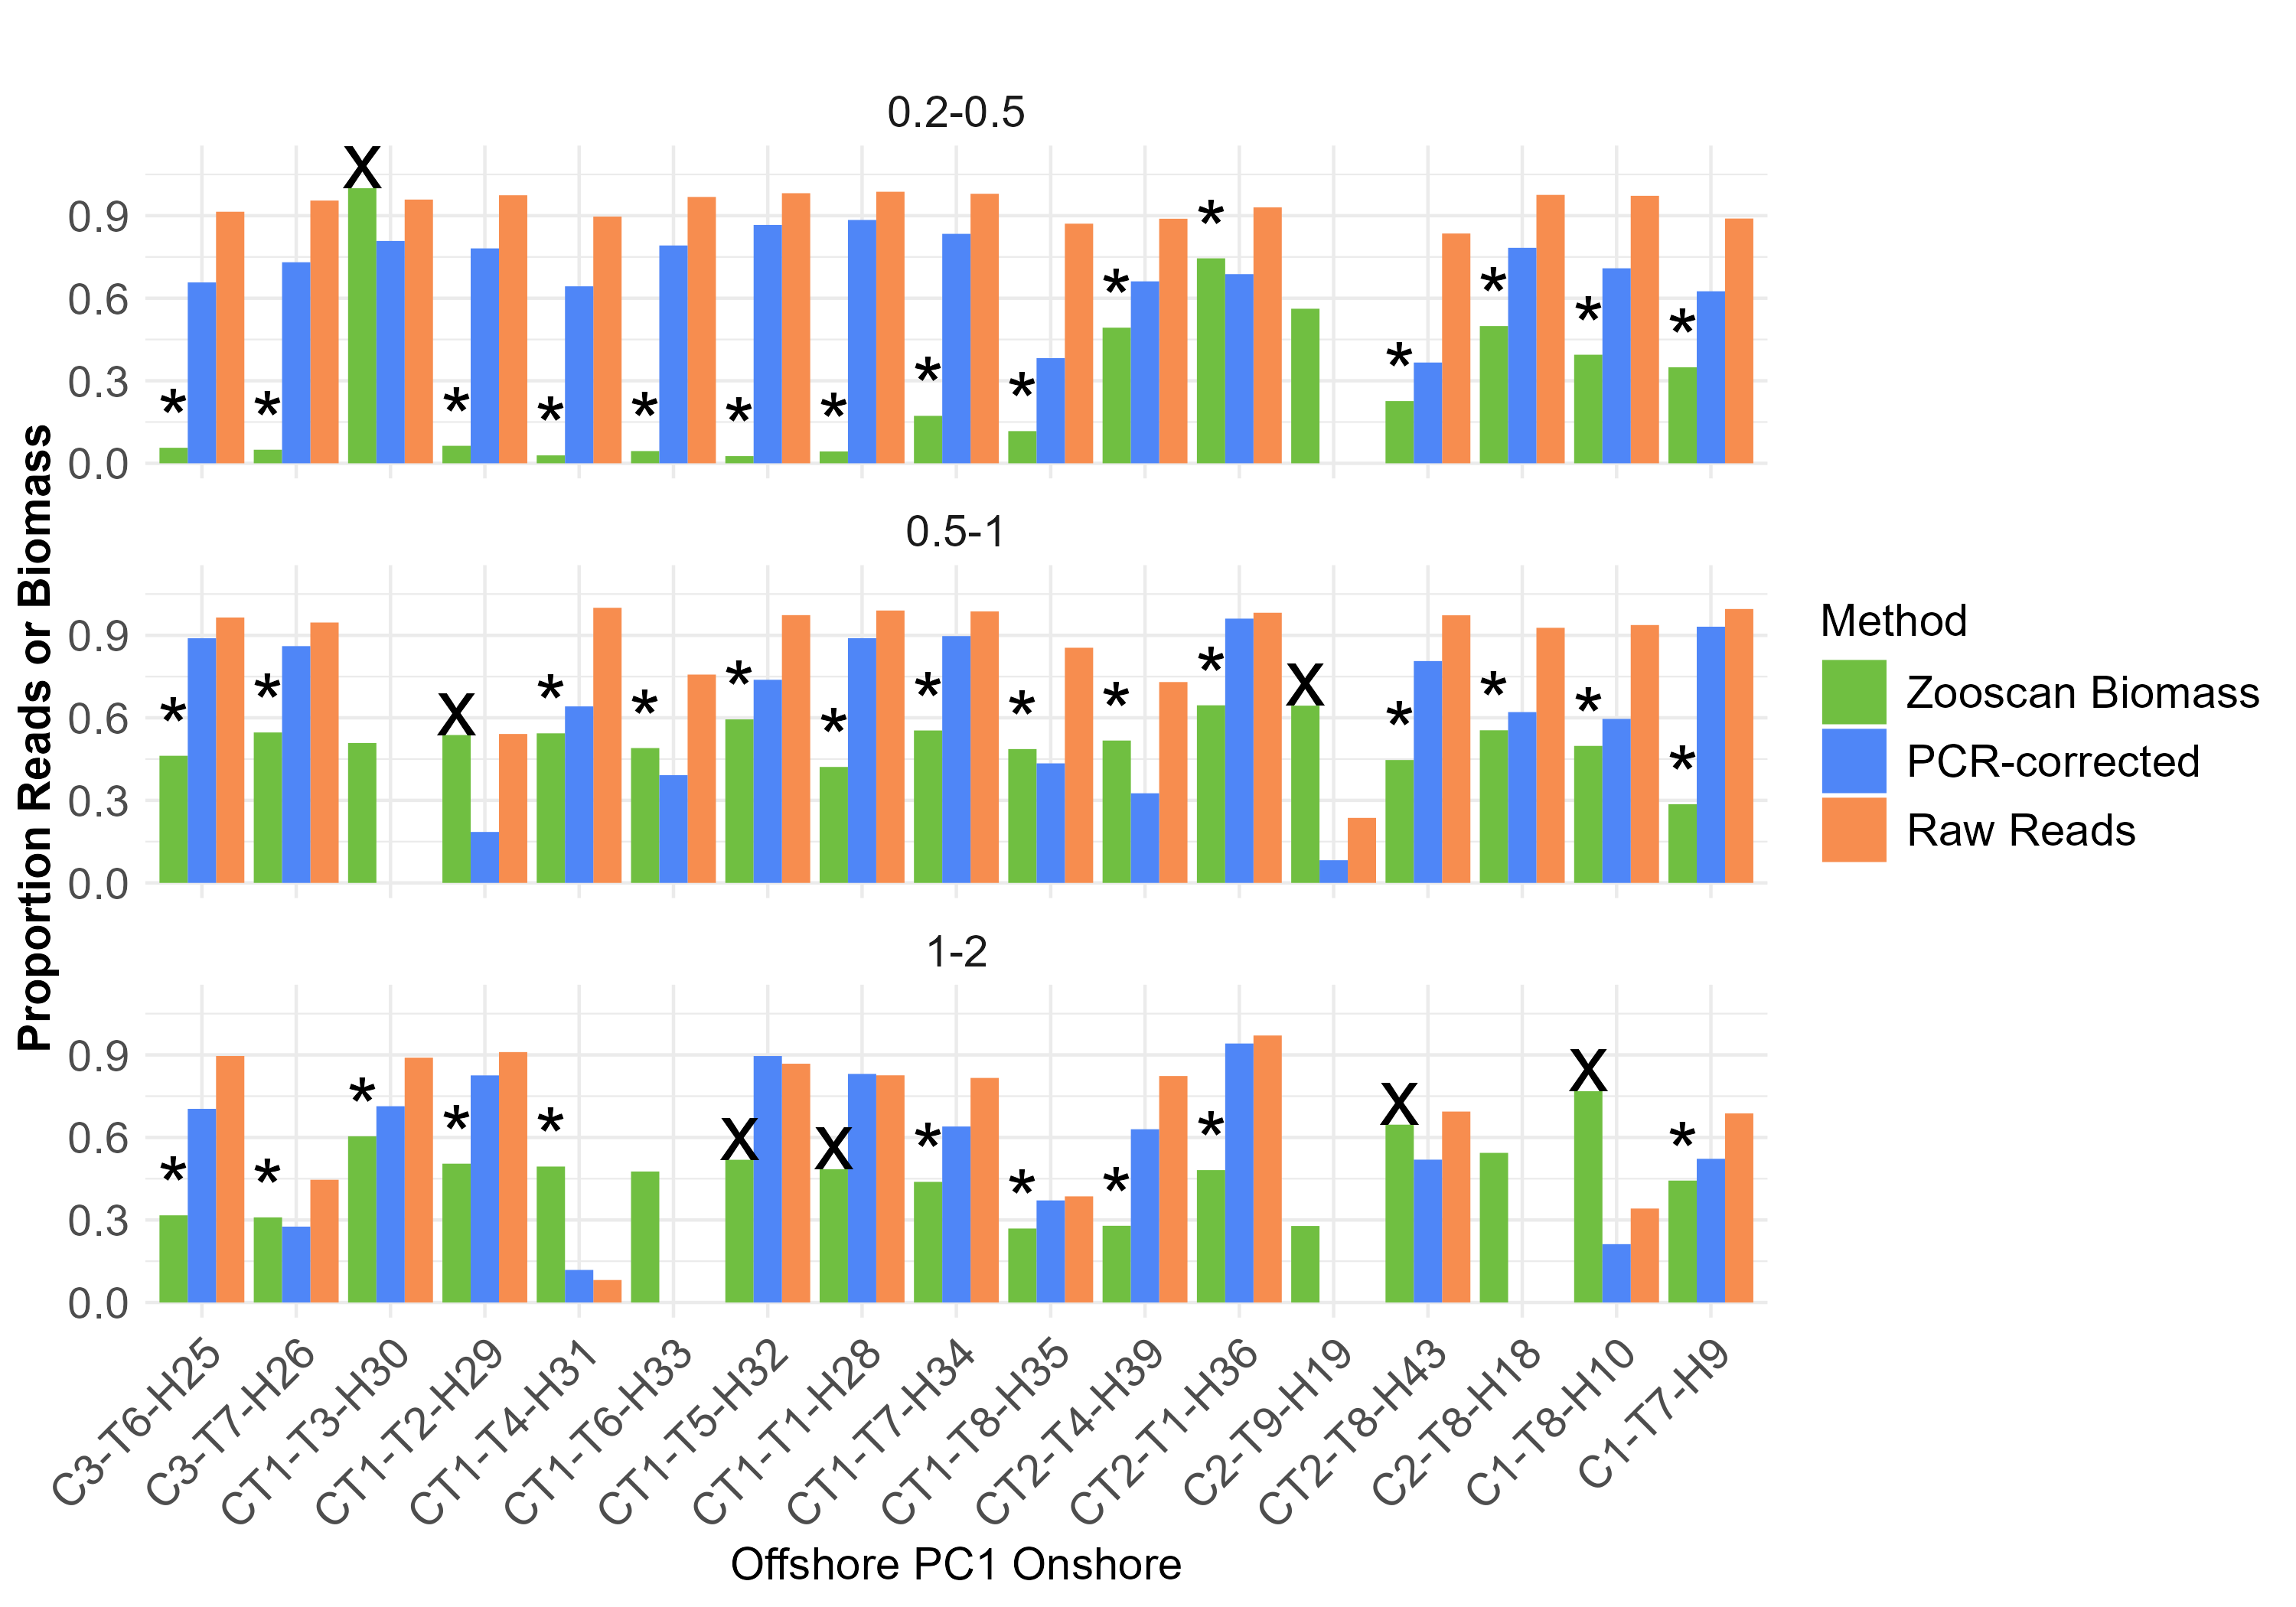 0.2-0.5
X
0.9
0.6
0.3
0.0
* * * * * * * * * * * * * * *
0.5-1
0.9
0.6
0.3
0.0
* * X * * * * * * * * X * * * *
1-2
0.9
0.6
0.3
0.0
* * * * * X X * * * * X X *
C3-T6-H25
C3-T7-H26
CT1-T3-H30
CT1-T2-H29
CT1-T4-H31
CT1-T6-H33
CT1-T5-H32
CT1-T1-H28
CT1-T7-H34
CT1-T8-H35
CT2-T4-H39
CT2-T1-H36
C2-T9-H19
CT2-T8-H43
C2-T8-H18
C1-T8-H10
C1-T7-H9
Offshore PC1 Onshore
Proportion Reads or Biomass
Method
Zooscan Biomass
PCR-corrected
Raw Reads